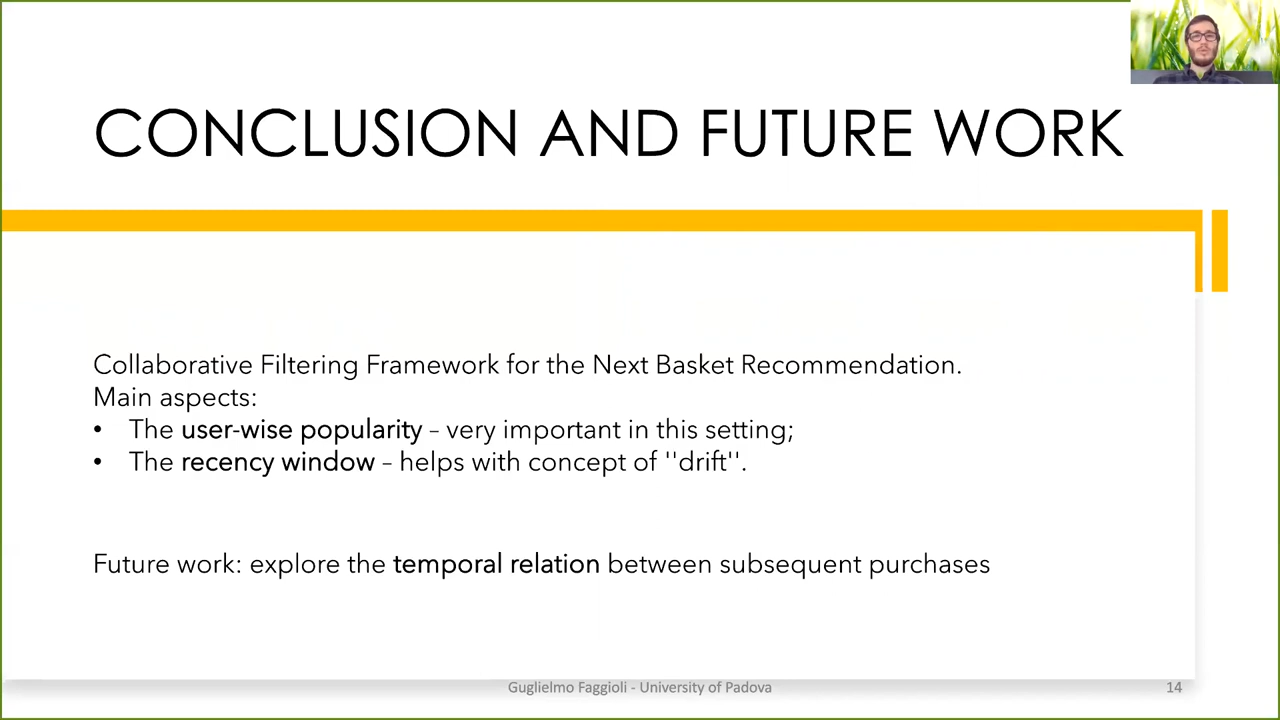 CONCLUSION AND FUTURE WORK
Collaborative Filtering Framework for the Next Basket Recommendation.
Main aspects:
• The user-wise popularity – very important in this setting;
• The recency window – helps with concept of ''drift''.
Future work: explore the temporal relation between subsequent purchases
Guglielmo Faggioli - University of Padova
14